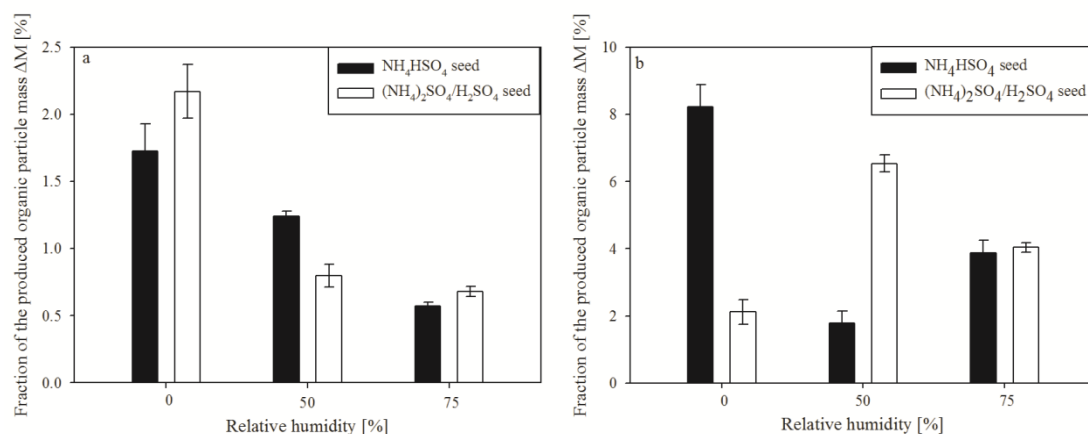 a
NH₄HSO₄ seed
(NH₄)₂SO₄/H₂SO₄ seed
Fraction of the produced organic particle mass ΔM [%]
2.5
2.0
1.5
1.0
0.5
0.0
0 50 75
Relative humidity [%]
b
NH₄HSO₄ seed
(NH₄)₂SO₄/H₂SO₄ seed
Fraction of the produced organic particle mass ΔM [%]
10
8
6
4
2
0
0 50 75
Relative humidity [%]